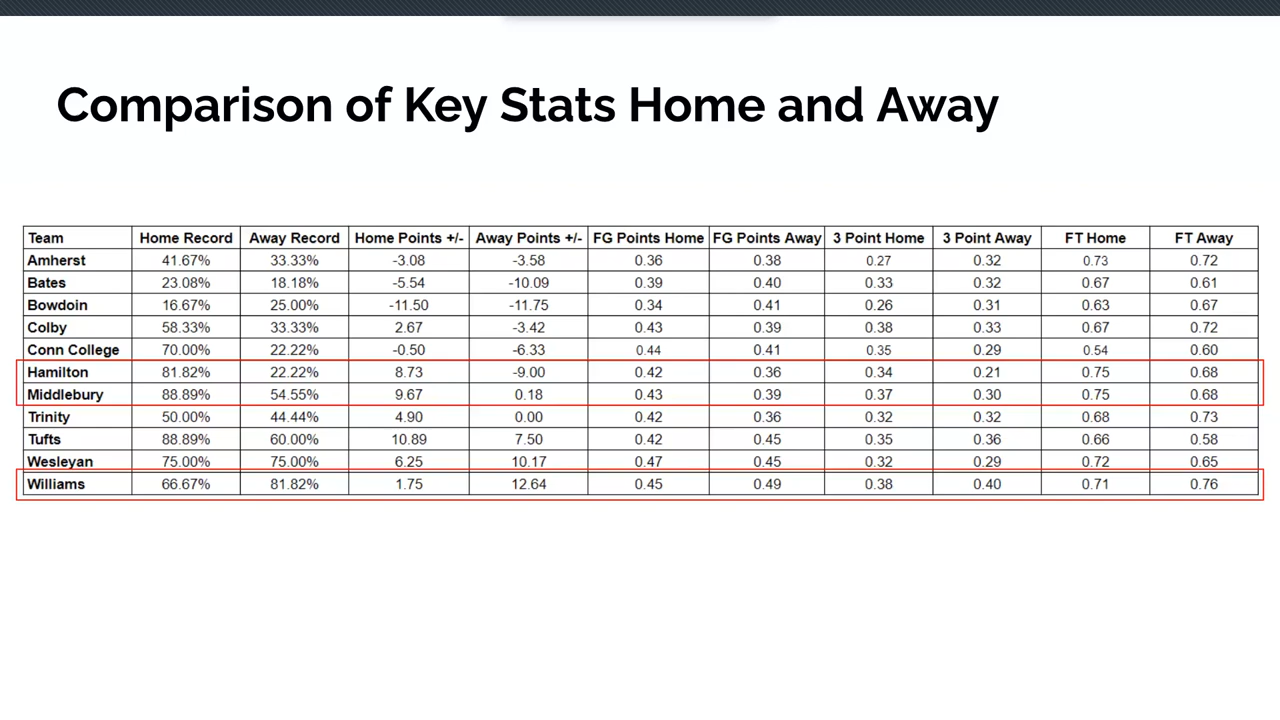 Comparison of Key Stats Home and Away
Team Home Record Away Record Home Points +/- Away Points +/- FG Points Home FG Points Away 3 Point Home 3 Point Away FT Home FT Away
Amherst 41.67% 33.33% -3.08 -3.58 0.36 0.38 0.27 0.32 0.73 0.72
Bates 23.08% 18.18% -5.54 -10.09 0.39 0.40 0.33 0.32 0.67 0.61
Bowdoin 16.67% 25.00% -11.50 -11.75 0.34 0.41 0.26 0.31 0.63 0.67
Colby 58.33% 33.33% 2.67 -3.42 0.43 0.39 0.38 0.33 0.67 0.72
Conn College 70.00% 22.22% -0.50 -6.33 0.44 0.41 0.35 0.29 0.54 0.60
Hamilton 81.82% 22.22% 8.73 -9.00 0.42 0.36 0.34 0.21 0.75 0.68
Middlebury 88.89% 54.55% 9.67 0.18 0.43 0.39 0.37 0.30 0.75 0.68
Trinity 50.00% 44.44% 4.90 0.00 0.42 0.36 0.32 0.32 0.68 0.73
Tufts 88.89% 60.00% 10.89 7.50 0.42 0.45 0.35 0.36 0.66 0.58
Wesleyan 75.00% 75.00% 6.25 10.17 0.47 0.45 0.32 0.29 0.72 0.65
Williams 66.67% 81.82% 1.75 12.64 0.45 0.49 0.38 0.40 0.71 0.76